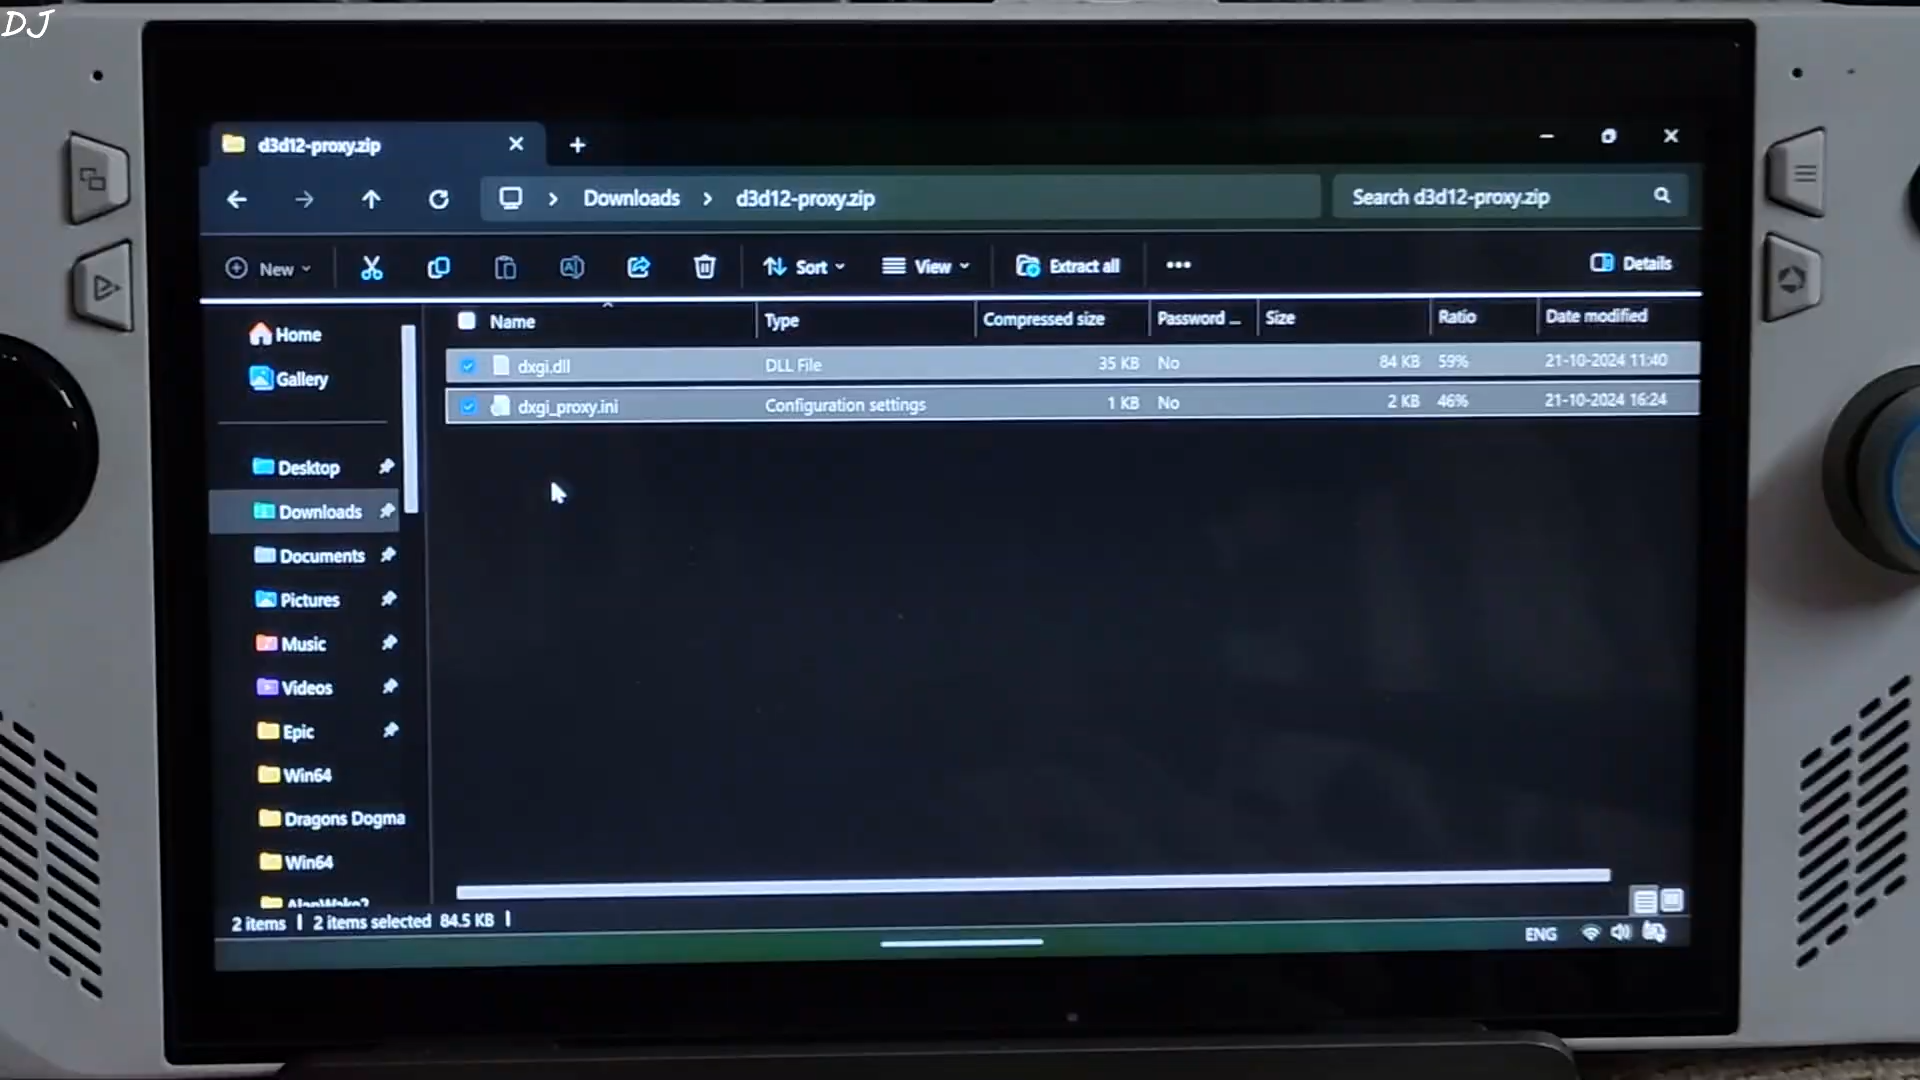 DJ
d3d12-proxy.zip
Downloads > d3d12-proxy.zip
Search d3d12-proxy.zip
New
Sort
View
Extract all
Details
Name Type Compressed size Password ... Size Ratio Date modified
dxgi.dll DLL File 35 KB No 84 KB 59% 21-10-2024 11:40
dxgi_proxy.ini Configuration settings 1 KB No 2 KB 46% 21-10-2024 16:24
Home
Gallery
Desktop
Downloads
Documents
Pictures
Music
Videos
Epic
Win64
Dragons Dogma
Win64
AlanWake2
2 items | 2 items selected 84.5 KB |
ENG